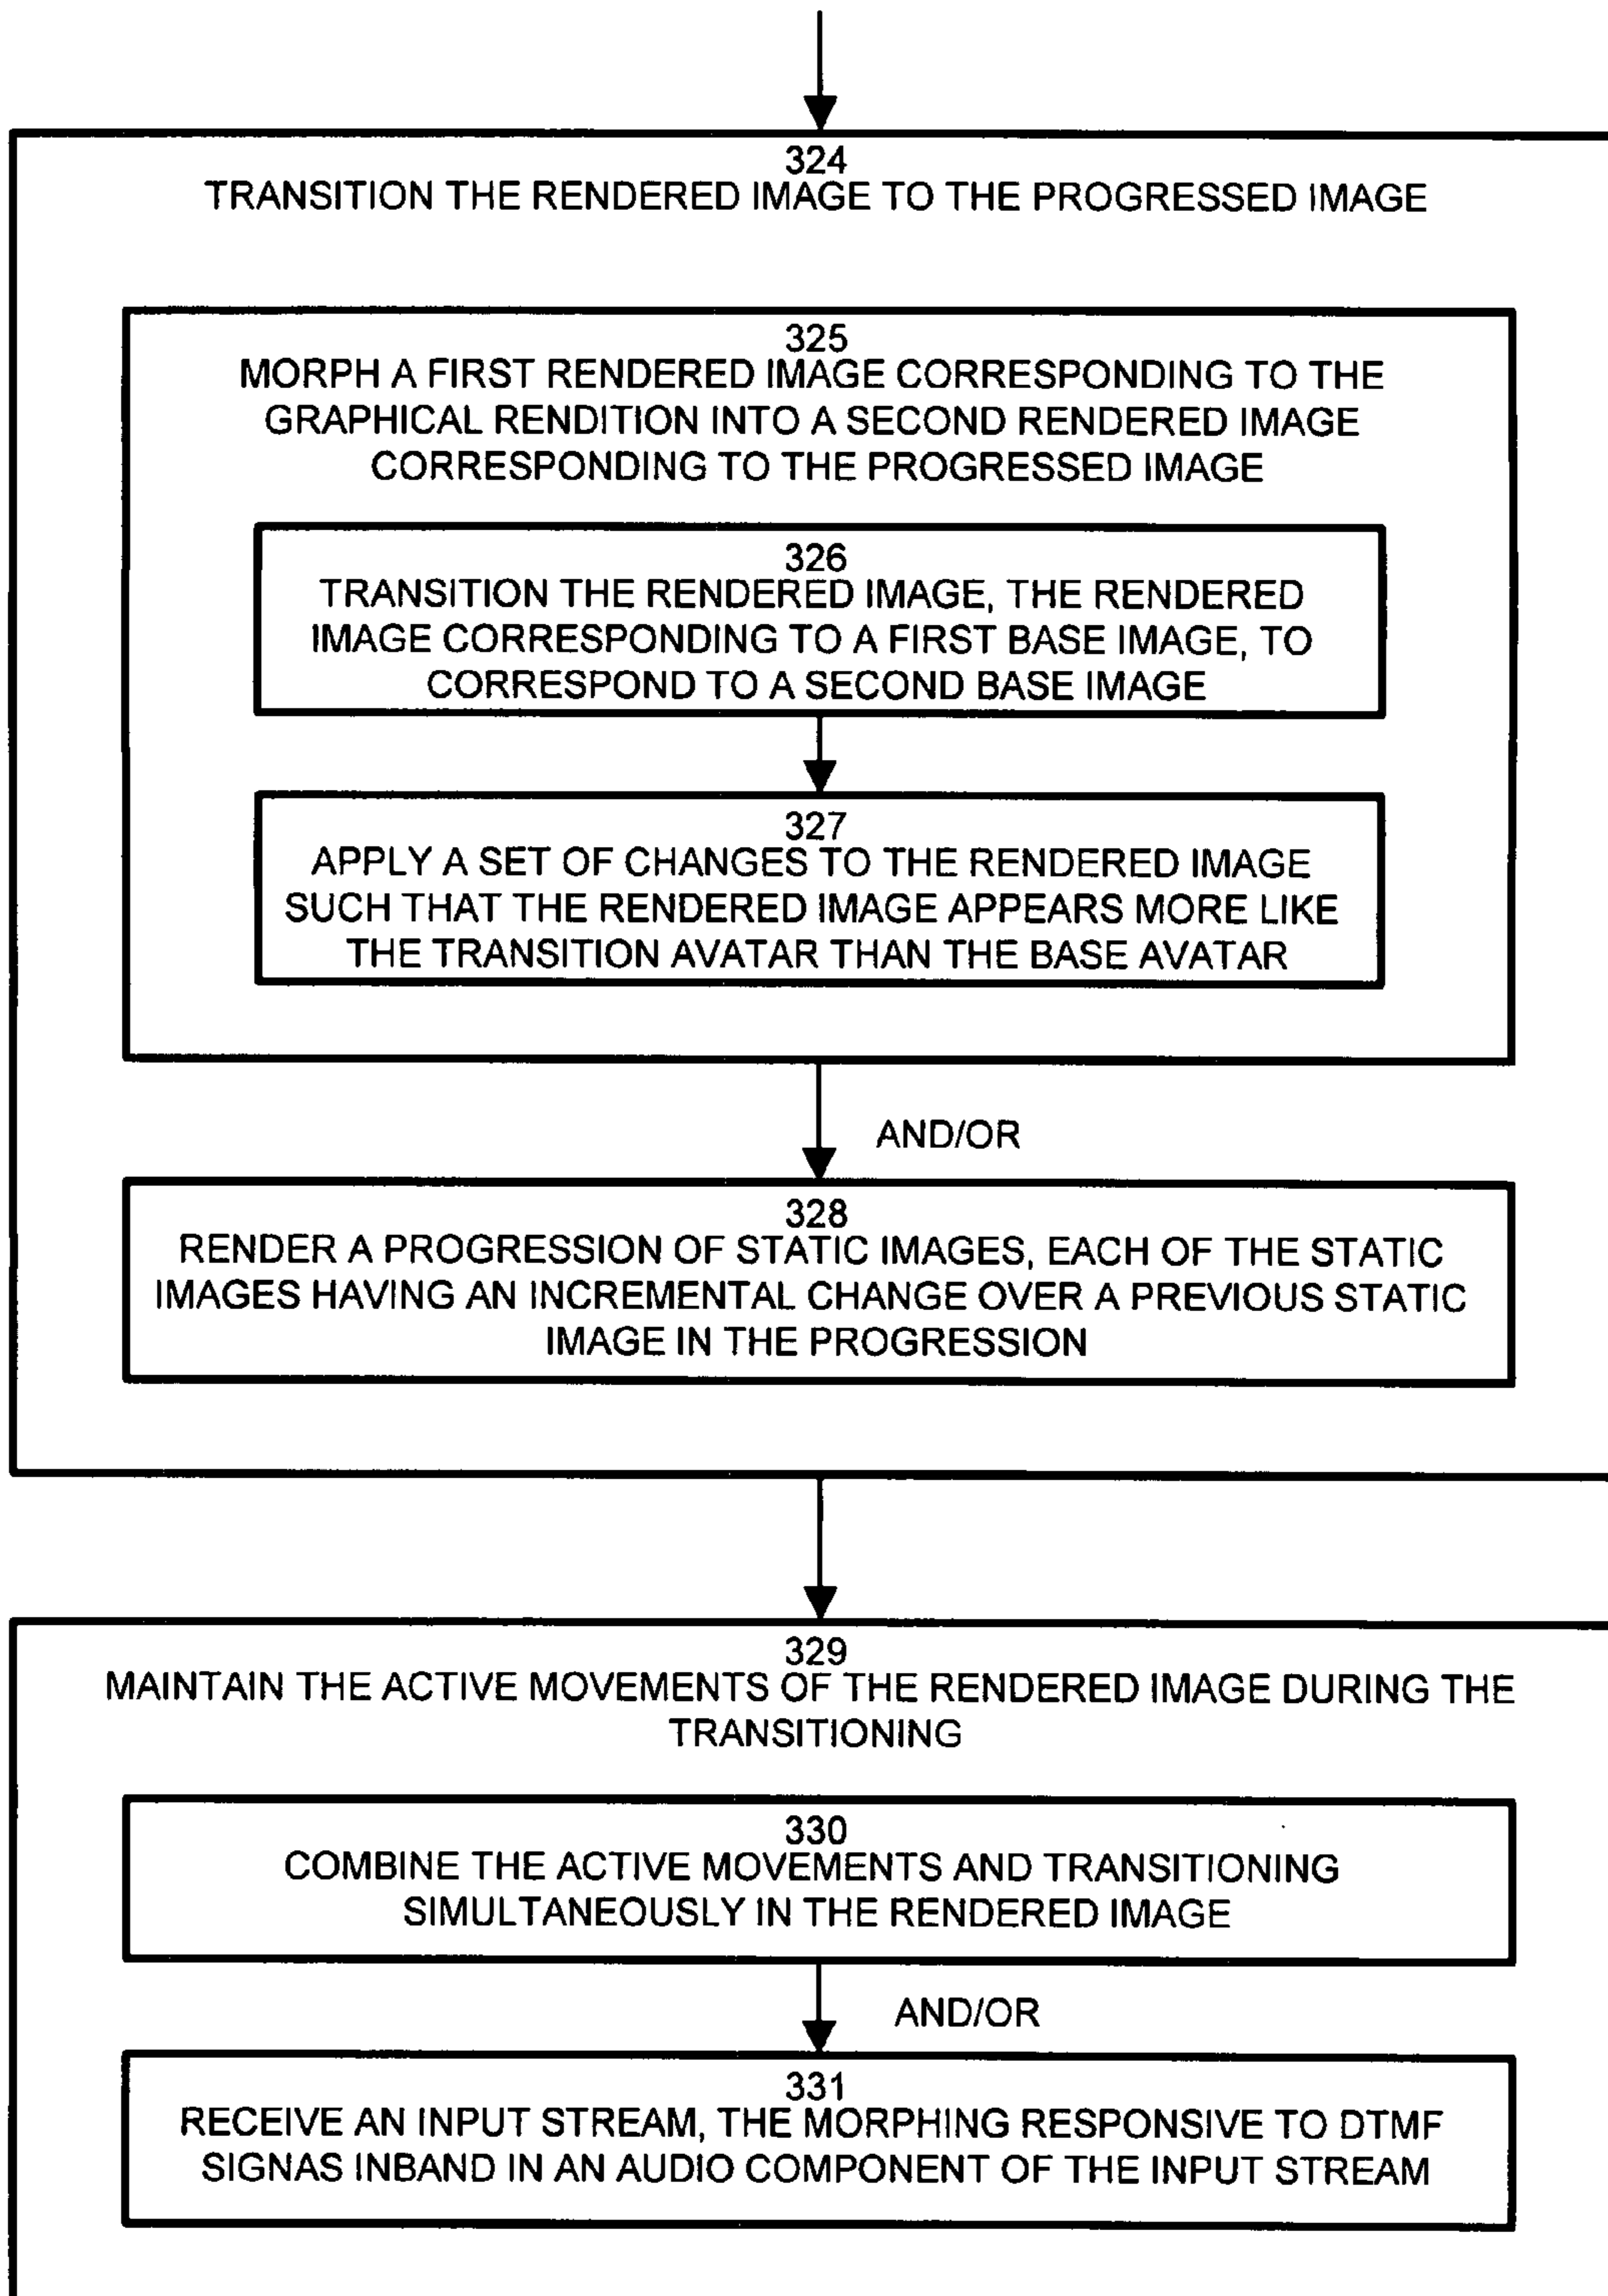 324
TRANSITION THE RENDERED IMAGE TO THE PROGRESSED IMAGE
325
MORPH A FIRST RENDERED IMAGE CORRESPONDING TO THE
GRAPHICAL RENDITION INTO A SECOND RENDERED IMAGE
CORRESPONDING TO THE PROGRESSED IMAGE
326
TRANSITION THE RENDERED IMAGE, THE RENDERED
IMAGE CORRESPONDING TO A FIRST BASE IMAGE, TO
CORRESPOND TO A SECOND BASE IMAGE
327
APPLY A SET OF CHANGES TO THE RENDERED IMAGE
SUCH THAT THE RENDERED IMAGE APPEARS MORE LIKE
THE TRANSITION AVATAR THAN THE BASE AVATAR
AND/OR
328
RENDER A PROGRESSION OF STATIC IMAGES, EACH OF THE STATIC
IMAGES HAVING AN INCREMENTAL CHANGE OVER A PREVIOUS STATIC
IMAGE IN THE PROGRESSION
329
MAINTAIN THE ACTIVE MOVEMENTS OF THE RENDERED IMAGE DURING THE
TRANSITIONING
330
COMBINE THE ACTIVE MOVEMENTS AND TRANSITIONING
SIMULTANEOUSLY IN THE RENDERED IMAGE
AND/OR
331
RECEIVE AN INPUT STREAM, THE MORPHING RESPONSIVE TO DTMF
SIGNAS INBAND IN AN AUDIO COMPONENT OF THE INPUT STREAM